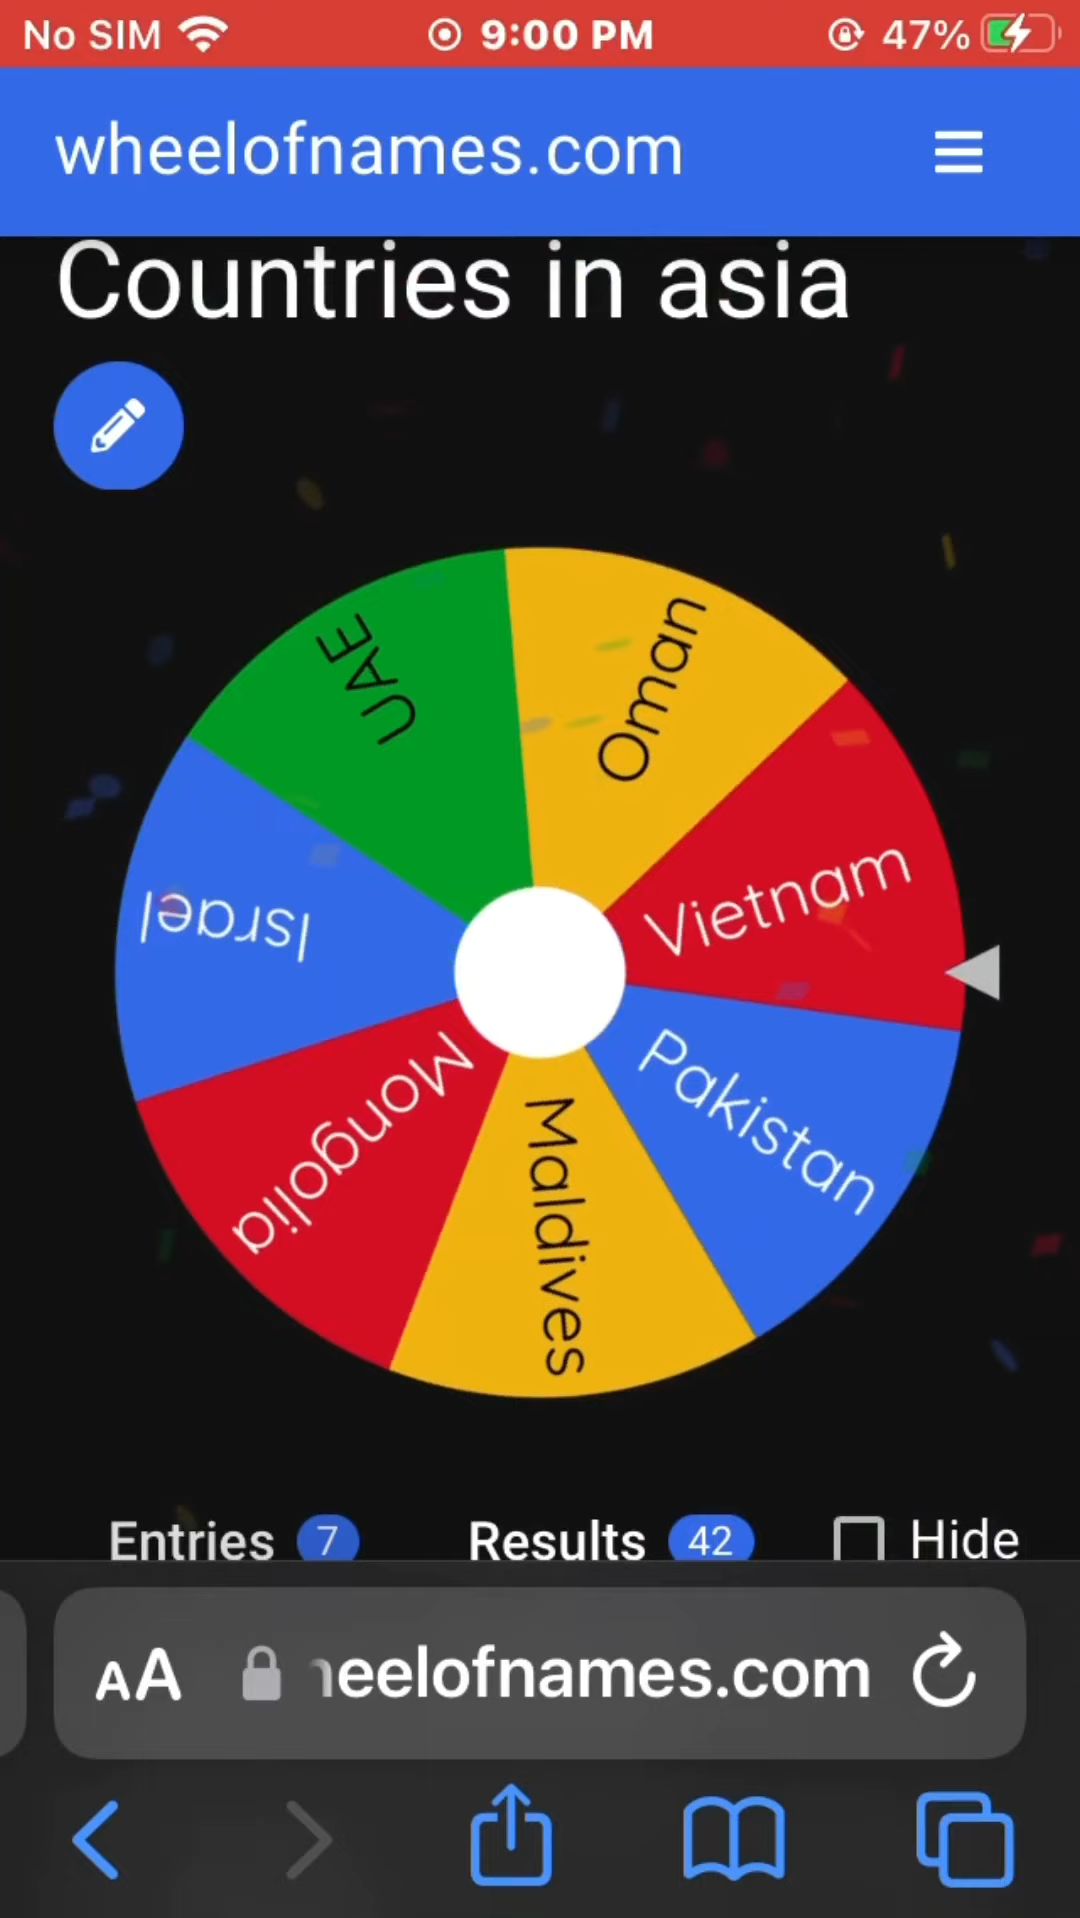 No SIM 9:00 PM 47%
wheelofnames.com
Countries in asia
UAE
Oman
Vietnam
Israel
Pakistan
Mongolia
Maldives
Entries 7 Results 42 Hide
AA eelofnames.com